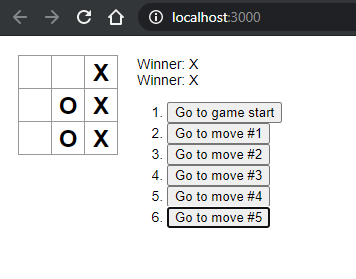 localhost:3000
X
O X
O X
Winner: X
Winner: X
1. Go to game start
2. Go to move #1
3. Go to move #2
4. Go to move #3
5. Go to move #4
6. Go to move #5